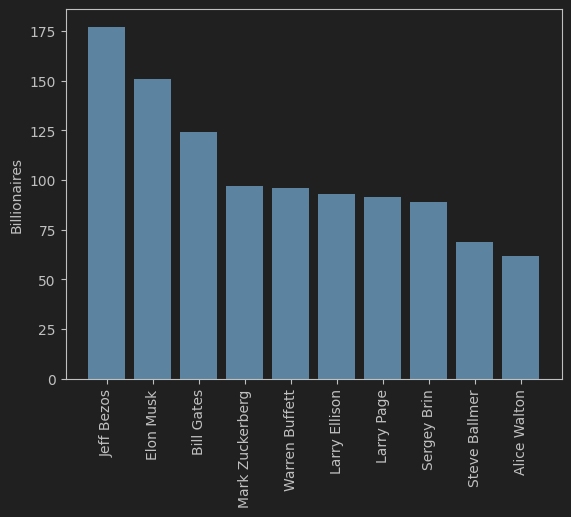 175
150
125
100
75
50
25
0
Billionaires
Jeff Bezos
Elon Musk
Bill Gates
Mark Zuckerberg
Warren Buffett
Larry Ellison
Larry Page
Sergey Brin
Steve Ballmer
Alice Walton